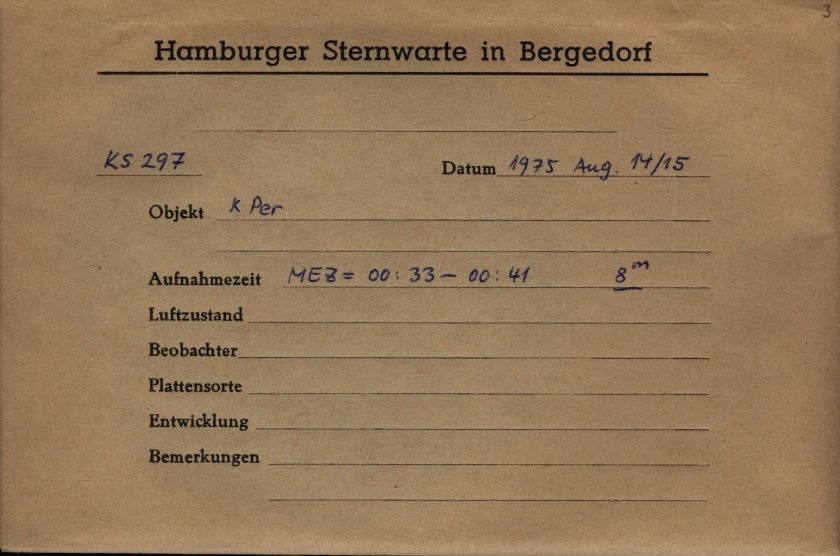 3
Hamburger Sternwarte in Bergedorf
KS 297 Datum 1975 Aug. 14/15
Objekt κ Per
Aufnahmezeit MEZ = 00:33 – 00:41 8ᵐ
Luftzustand
Beobachter
Plattensorte
Entwicklung
Bemerkungen